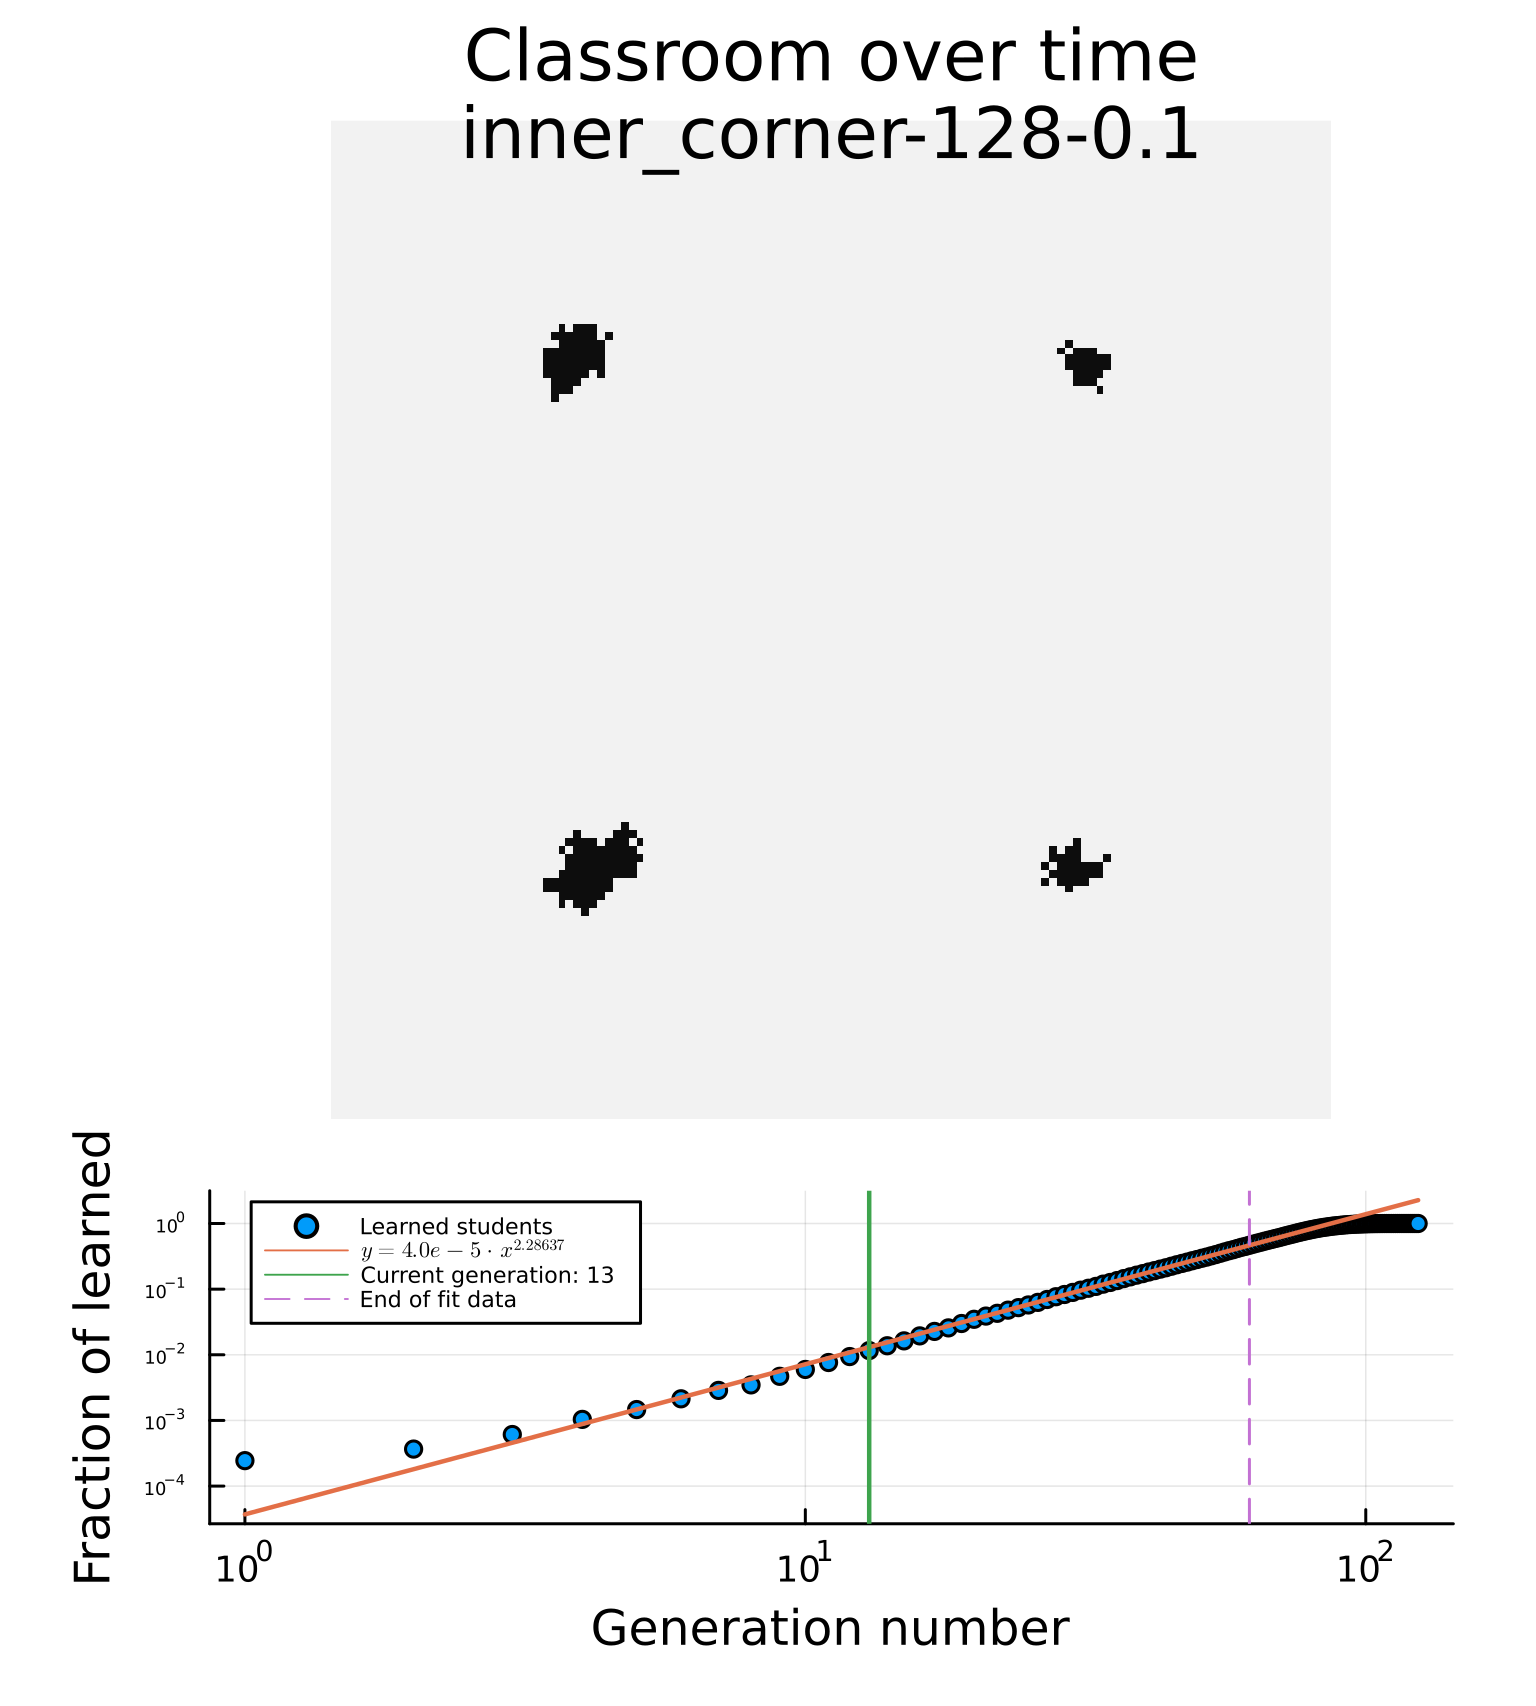 Classroom over time
inner_corner-128-0.1
Fraction of learned
10^0
10^-1
10^-2
10^-3
10^-4
Learned students
y = 4.0e − 5 · x^2.28637
Current generation: 13
End of fit data
10^0 10^1 10^2
Generation number